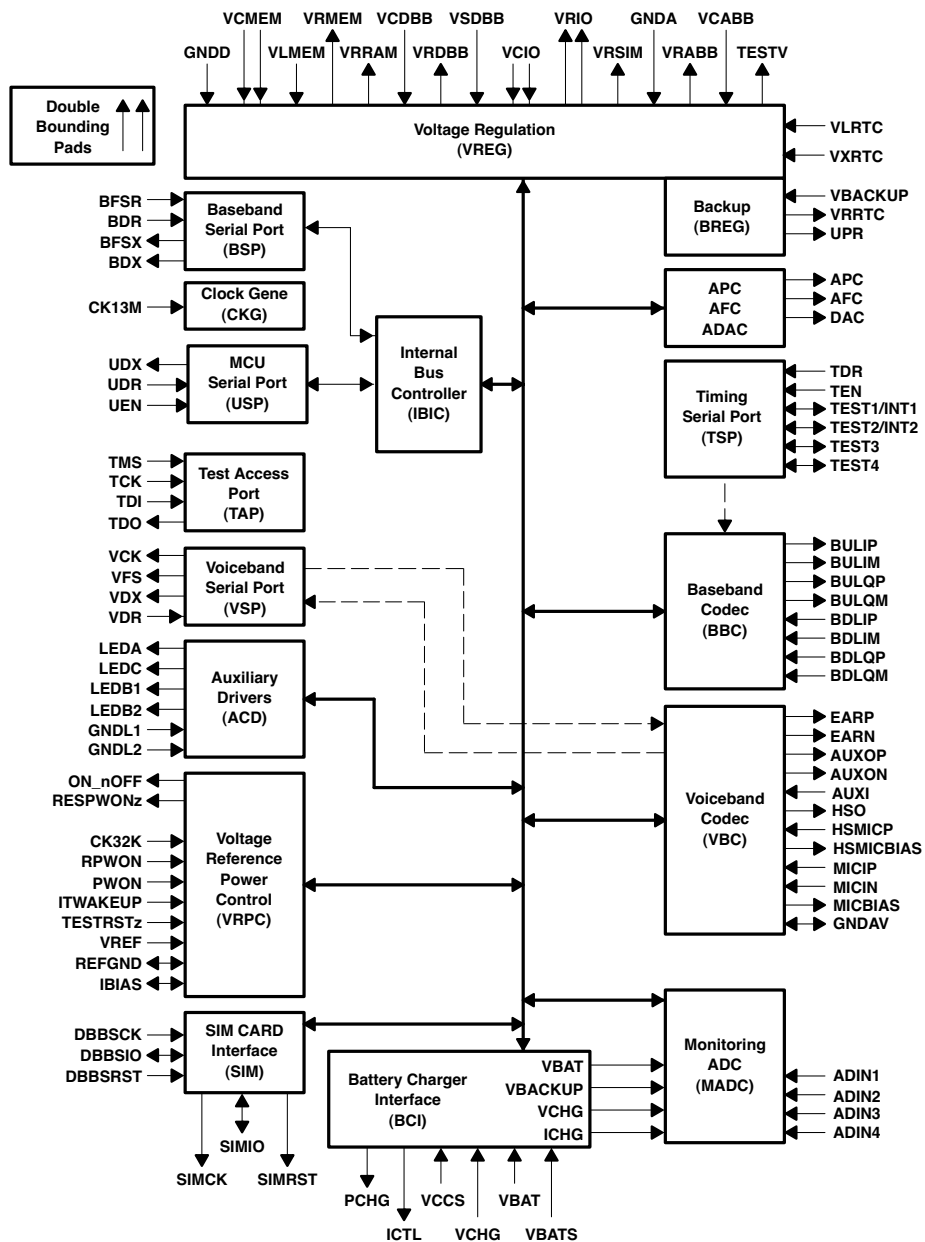 VCMEM
VRMEM
VCDBB
VSDBB
VRIO
GNDA
VCABB
GNDD
VLMEM
VRRAM
VRDBB
VCIO
VRSIM
VRABB
TESTV
Double
Bounding
Pads
Voltage Regulation
(VREG)
VLRTC
VXRTC
Backup
(BREG)
VBACKUP
VRRTC
UPR
BFSR
BDR
BFSX
BDX
Baseband
Serial Port
(BSP)
CK13M
Clock Gene
(CKG)
APC
AFC
ADAC
APC
AFC
DAC
UDX
UDR
UEN
MCU
Serial Port
(USP)
Internal
Bus
Controller
(IBIC)
Timing
Serial Port
(TSP)
TDR
TEN
TEST1/INT1
TEST2/INT2
TEST3
TEST4
TMS
TCK
TDI
TDO
Test Access
Port
(TAP)
VCK
VFS
VDX
VDR
Voiceband
Serial Port
(VSP)
Baseband
Codec
(BBC)
BULIP
BULIM
BULQP
BULQM
BDLIP
BDLIM
BDLQP
BDLQM
LEDA
LEDC
LEDB1
LEDB2
GNDL1
GNDL2
Auxiliary
Drivers
(ACD)
Voiceband
Codec
(VBC)
EARP
EARN
AUXOP
AUXON
AUXI
HSO
HSMICP
HSMICBIAS
MICIP
MICIN
MICBIAS
GNDAV
ON_nOFF
RESPWONz
CK32K
RPWON
PWON
ITWAKEUP
TESTRSTz
VREF
REFGND
IBIAS
Voltage
Reference
Power
Control
(VRPC)
DBBSCK
DBBSIO
DBBSRST
SIM CARD
Interface
(SIM)
SIMCK
SIMIO
SIMRST
Battery Charger
Interface
(BCI)
VBAT
VBACKUP
VCHG
ICHG
Monitoring
ADC
(MADC)
ADIN1
ADIN2
ADIN3
ADIN4
PCHG
VCCS
VBAT
ICTL
VCHG
VBATS